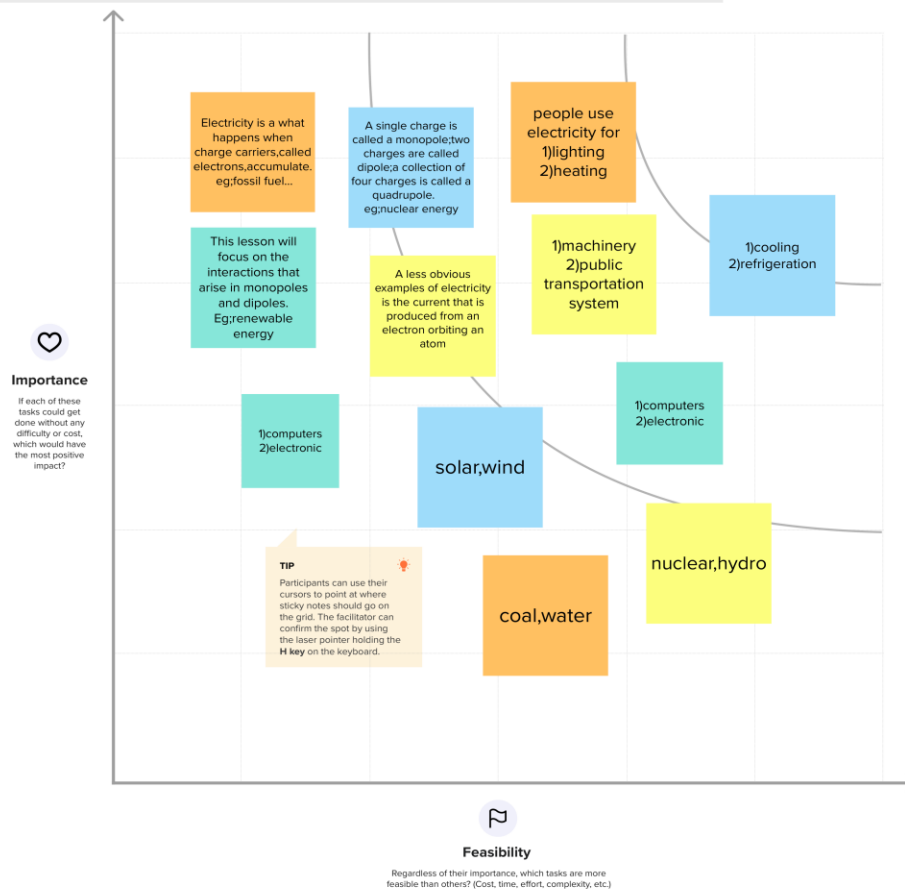 Electricity is a what
happens when
charge carriers,called
electrons,accumulate.
eg;fossil fuel...
A single charge is
called a monopole;two
charges are called
dipole;a collection of
four charges is called a
quadrupole.
eg;nuclear energy
people use
electricity for
1)lighting
2)heating
This lesson will
focus on the
interactions that
arise in monopoles
and dipoles.
Eg;renewable
energy
A less obvious
examples of electricity
is the current that is
produced from an
electron orbiting an
atom
1)machinery
2)public
transportation
system
1)cooling
2)refrigeration
Importance
If each of these
tasks could get
done without any
difficulty or cost,
which would have
the most positive
impact?
1)computers
2)electronic
solar,wind
1)computers
2)electronic
nuclear,hydro
TIP
Participants can use their
cursors to point at where
sticky notes should go on
the grid. The facilitator can
confirm the spot by using
the laser pointer holding the
H key on the keyboard.
coal,water
Feasibility
Regardless of their importance, which tasks are more
feasible than others? (Cost, time, effort, complexity, etc.)